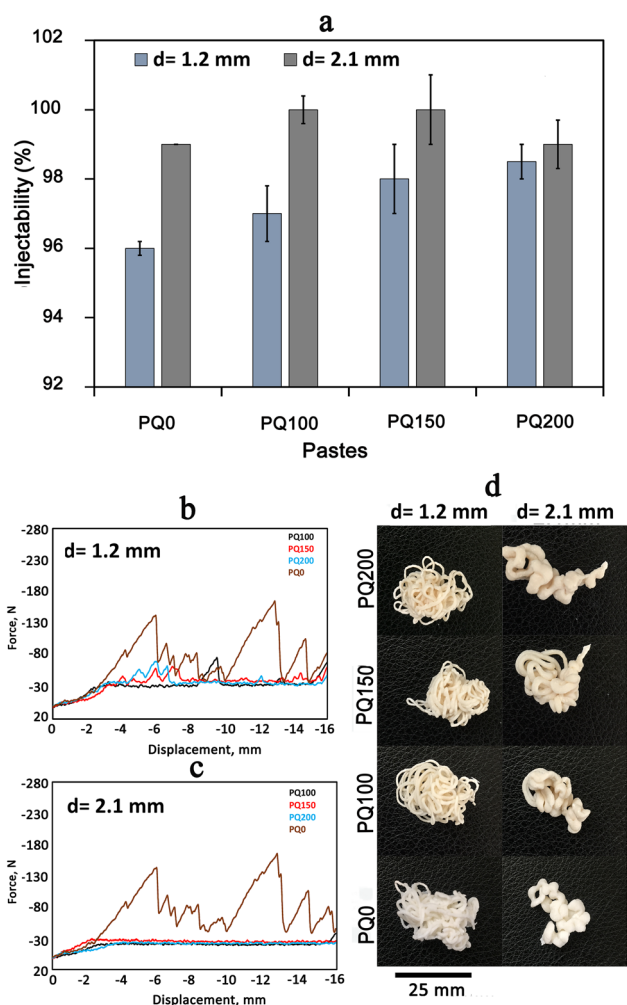 a
102
100
98
96
94
92
Injectability (%)
d= 1.2 mm
d= 2.1 mm
PQ0
PQ100
PQ150
PQ200
Pastes
b
-280
-230
-180
-130
-80
-30
20
Force, N
d= 1.2 mm
PQ100
PQ150
PQ200
PQ0
0 -2 -4 -6 -8 -10 -12 -14 -16
Displacement, mm
c
-280
-230
-180
-130
-80
-30
20
Force, N
d= 2.1 mm
PQ100
PQ150
PQ200
PQ0
0 -2 -4 -6 -8 -10 -12 -14 -16
Displacement, mm
d
d= 1.2 mm
d= 2.1 mm
PQ200
PQ150
PQ100
PQ0
25 mm